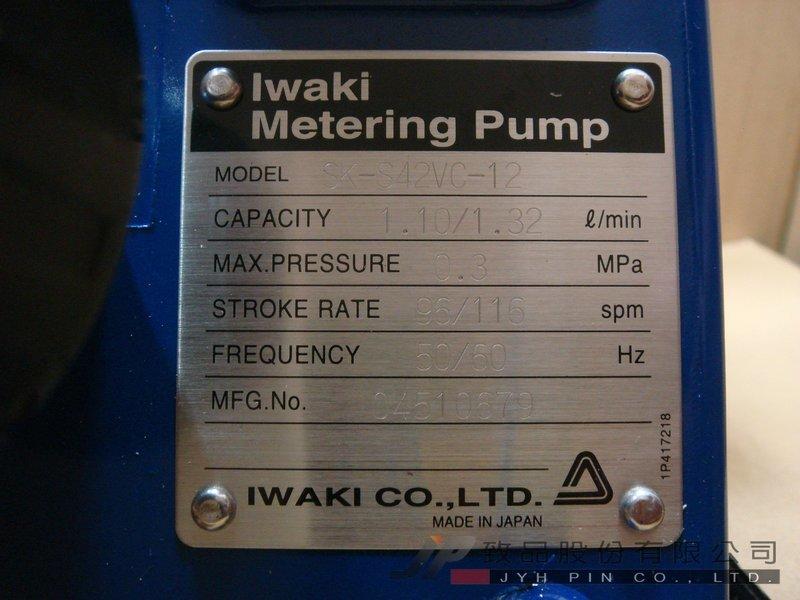 Iwaki
Metering Pump
MODEL SK-S42VC-12
CAPACITY 1.10/1.32 ℓ/min
MAX.PRESSURE 0.3 MPa
STROKE RATE 96/116 spm
FREQUENCY 50/60 Hz
MFG.No. 04510679
1P417218
IWAKI CO.,LTD.
MADE IN JAPAN
JP 致品股份有限公司
JYH PIN CO., LTD.